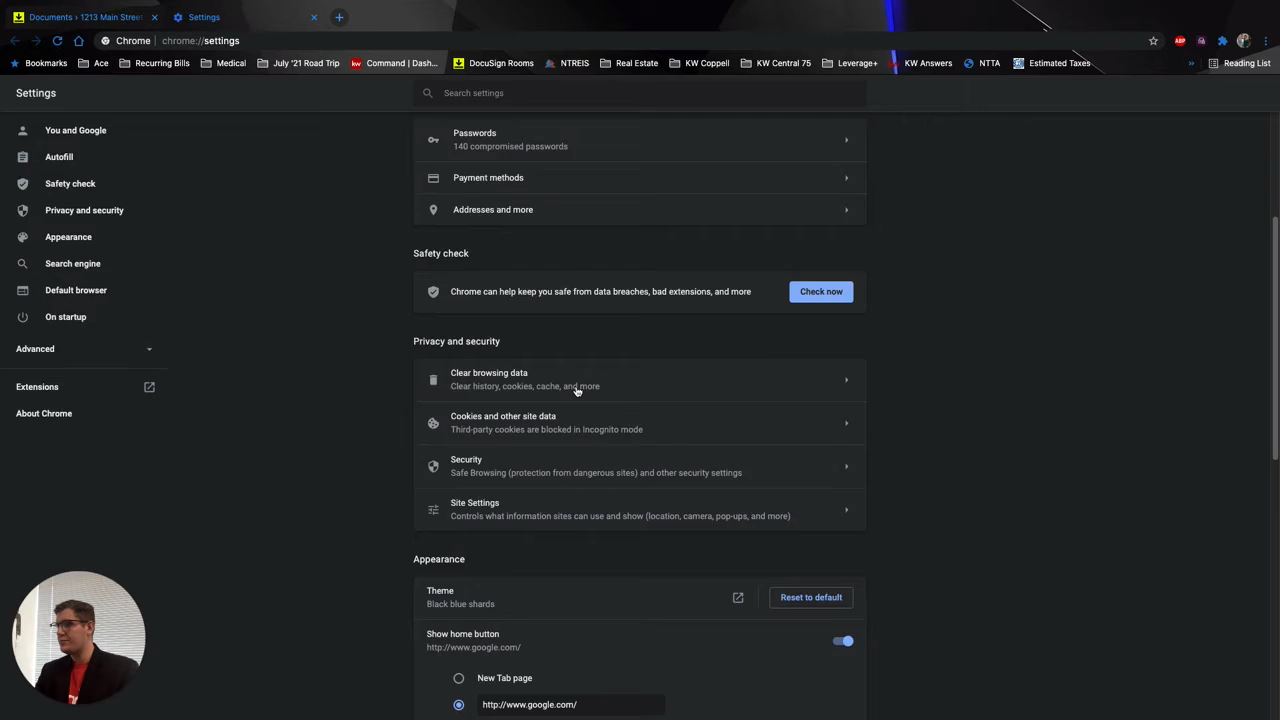 Documents › 1213 Main Street
Settings
Chrome
chrome://settings
Bookmarks
Ace
Recurring Bills
Medical
July '21 Road Trip
Command | Dash...
DocuSign Rooms
NTREIS
Real Estate
KW Coppell
KW Central 75
Leverage+
KW Answers
NTTA
Estimated Taxes
»
Reading List
Settings
Search settings
You and Google
Autofill
Safety check
Privacy and security
Appearance
Search engine
Default browser
On startup
Advanced
Extensions
About Chrome
Passwords
140 compromised passwords
Payment methods
Addresses and more
Safety check
Chrome can help keep you safe from data breaches, bad extensions, and more
Check now
Privacy and security
Clear browsing data
Clear history, cookies, cache, and more
Cookies and other site data
Third-party cookies are blocked in Incognito mode
Security
Safe Browsing (protection from dangerous sites) and other security settings
Site Settings
Controls what information sites can use and show (location, camera, pop-ups, and more)
Appearance
Theme
Black blue shards
Reset to default
Show home button
http://www.google.com/
New Tab page
http://www.google.com/